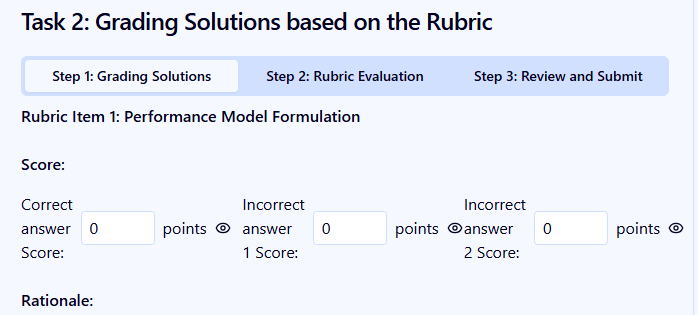 Task 2: Grading Solutions based on the Rubric
Step 1: Grading Solutions Step 2: Rubric Evaluation Step 3: Review and Submit
Rubric Item 1: Performance Model Formulation
Score:
Correct answer Score: 0 points
Incorrect answer 1 Score: 0 points
Incorrect answer 2 Score: 0 points
Rationale: